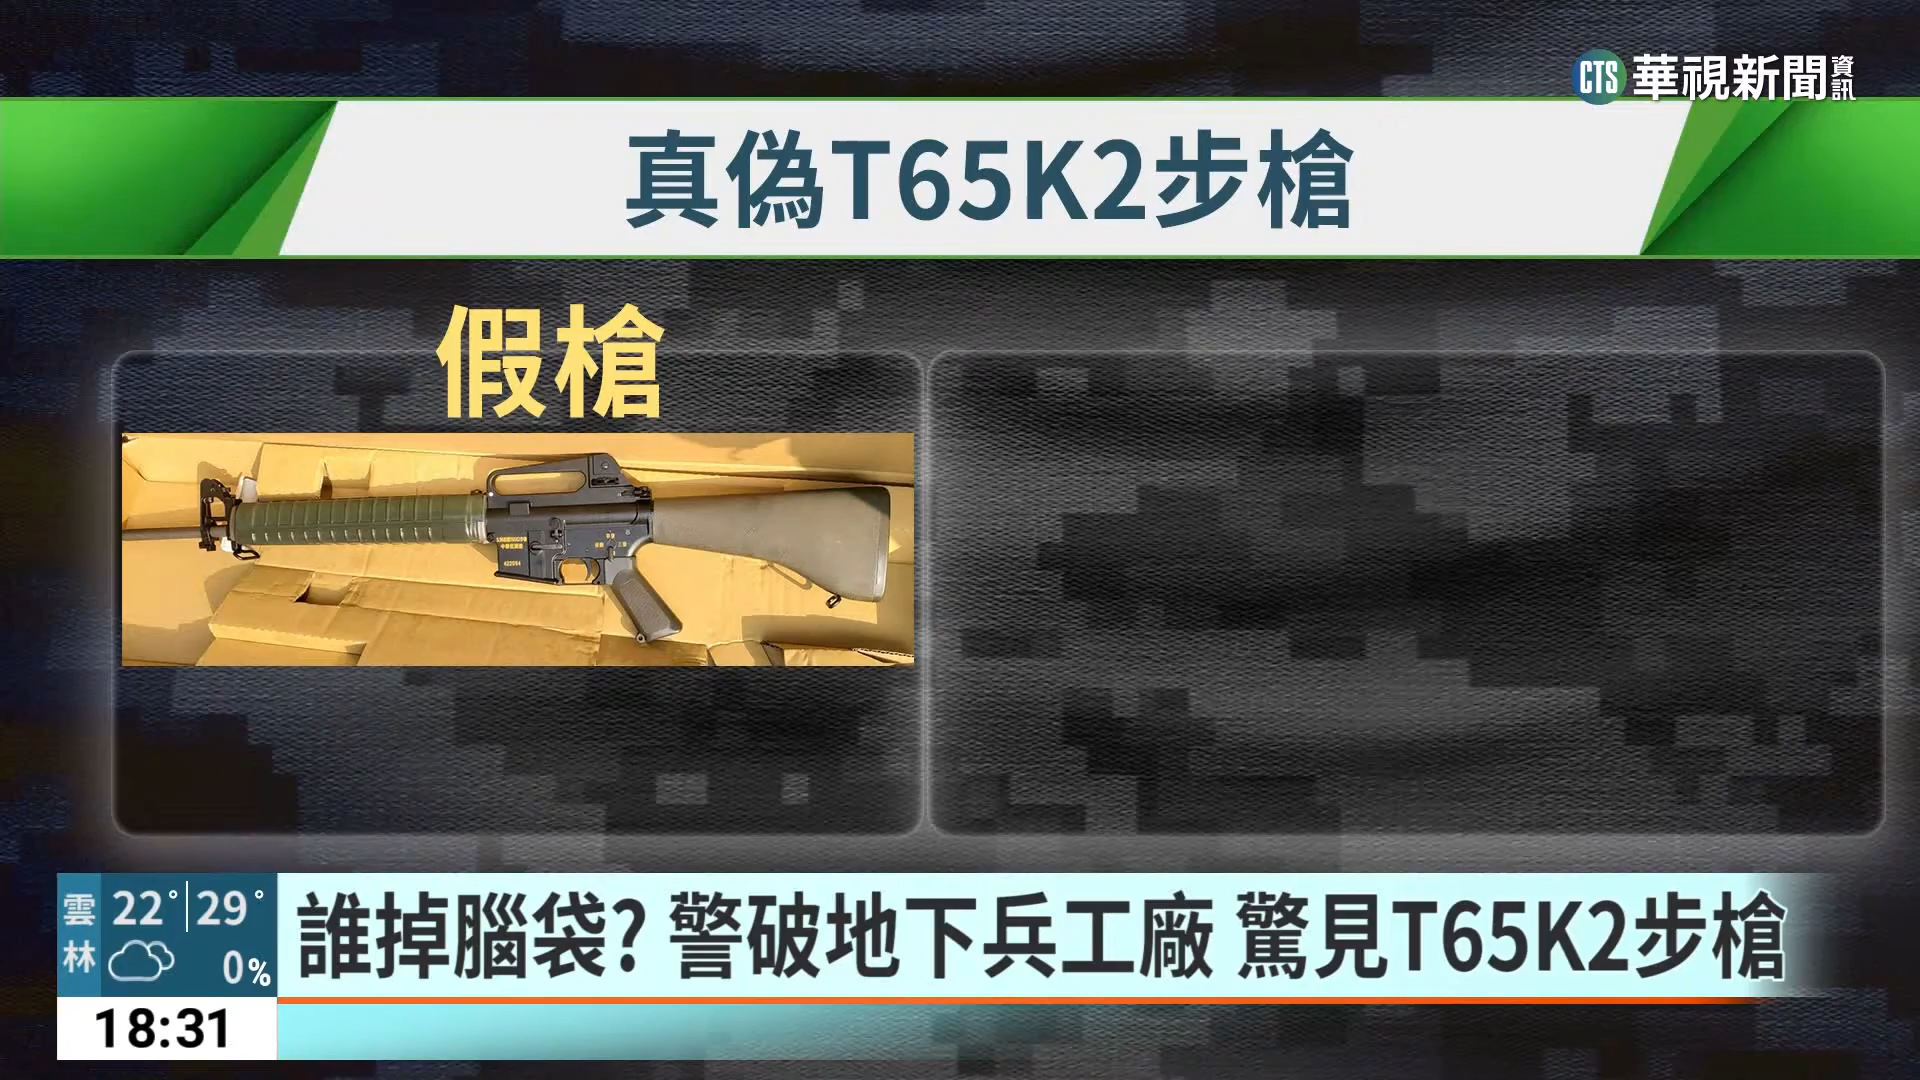 CTS 華視新聞 資訊
真偽T65K2步槍
假槍
422094
雲林 22° 29°
0%
誰掉腦袋? 警破地下兵工廠 驚見T65K2步槍
18:31